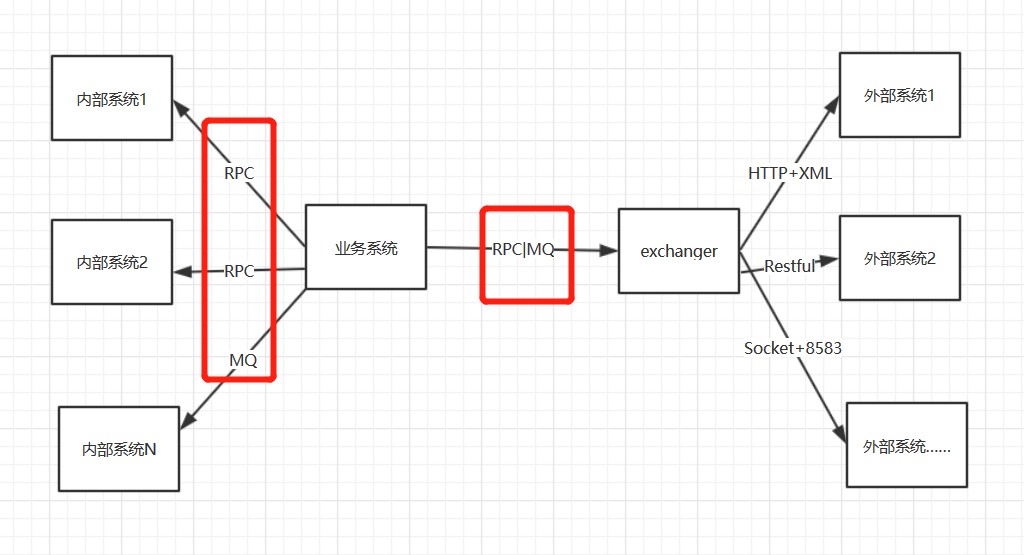 内部系统1
外部系统1
RPC
HTTP+XML
业务系统
RPC|MQ
exchanger
内部系统2
RPC
Restful
外部系统2
MQ
Socket+8583
内部系统N
外部系统……